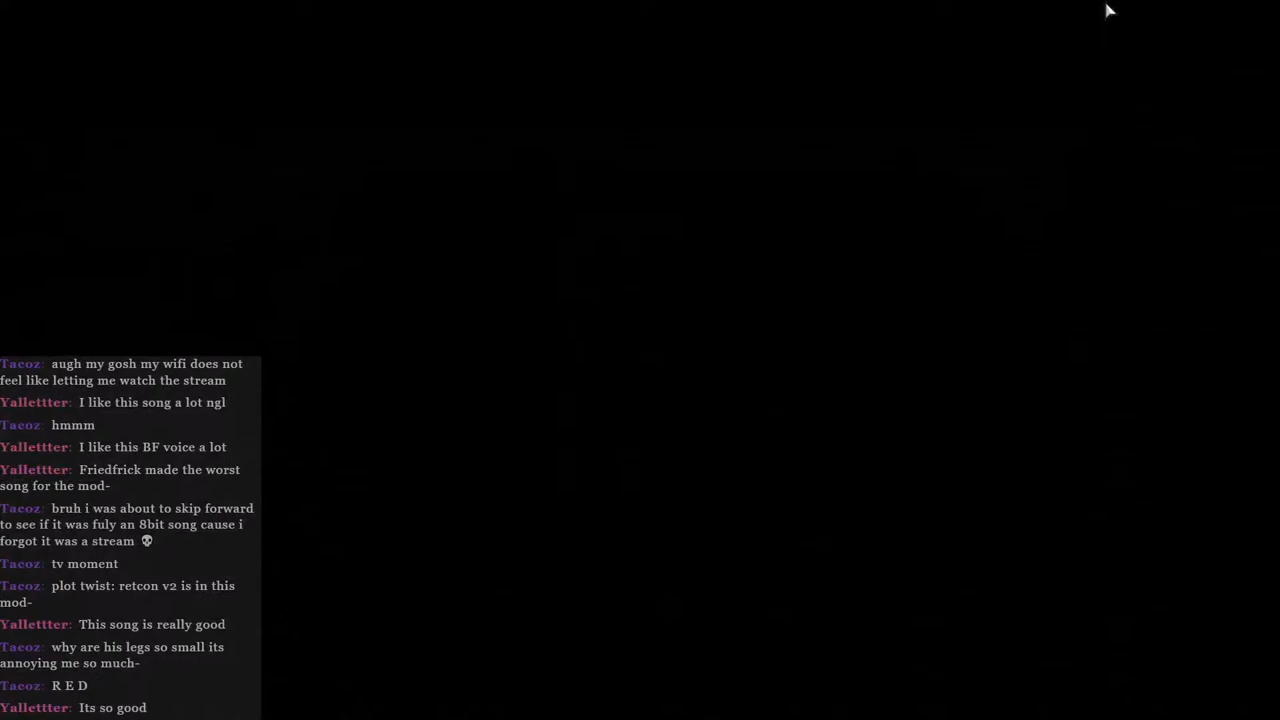 Tacoz: augh my gosh my wifi does not
feel like letting me watch the stream
Yallettter: I like this song a lot ngl
Tacoz: hmmm
Yallettter: I like this BF voice a lot
Yallettter: Friedfrick made the worst
song for the mod-
Tacoz: bruh i was about to skip forward
to see if it was fuly an 8bit song cause i
forgot it was a stream 💀
Tacoz: tv moment
Tacoz: plot twist: retcon v2 is in this
mod-
Yallettter: This song is really good
Tacoz: why are his legs so small its
annoying me so much-
Tacoz: R E D
Yallettter: Its so good